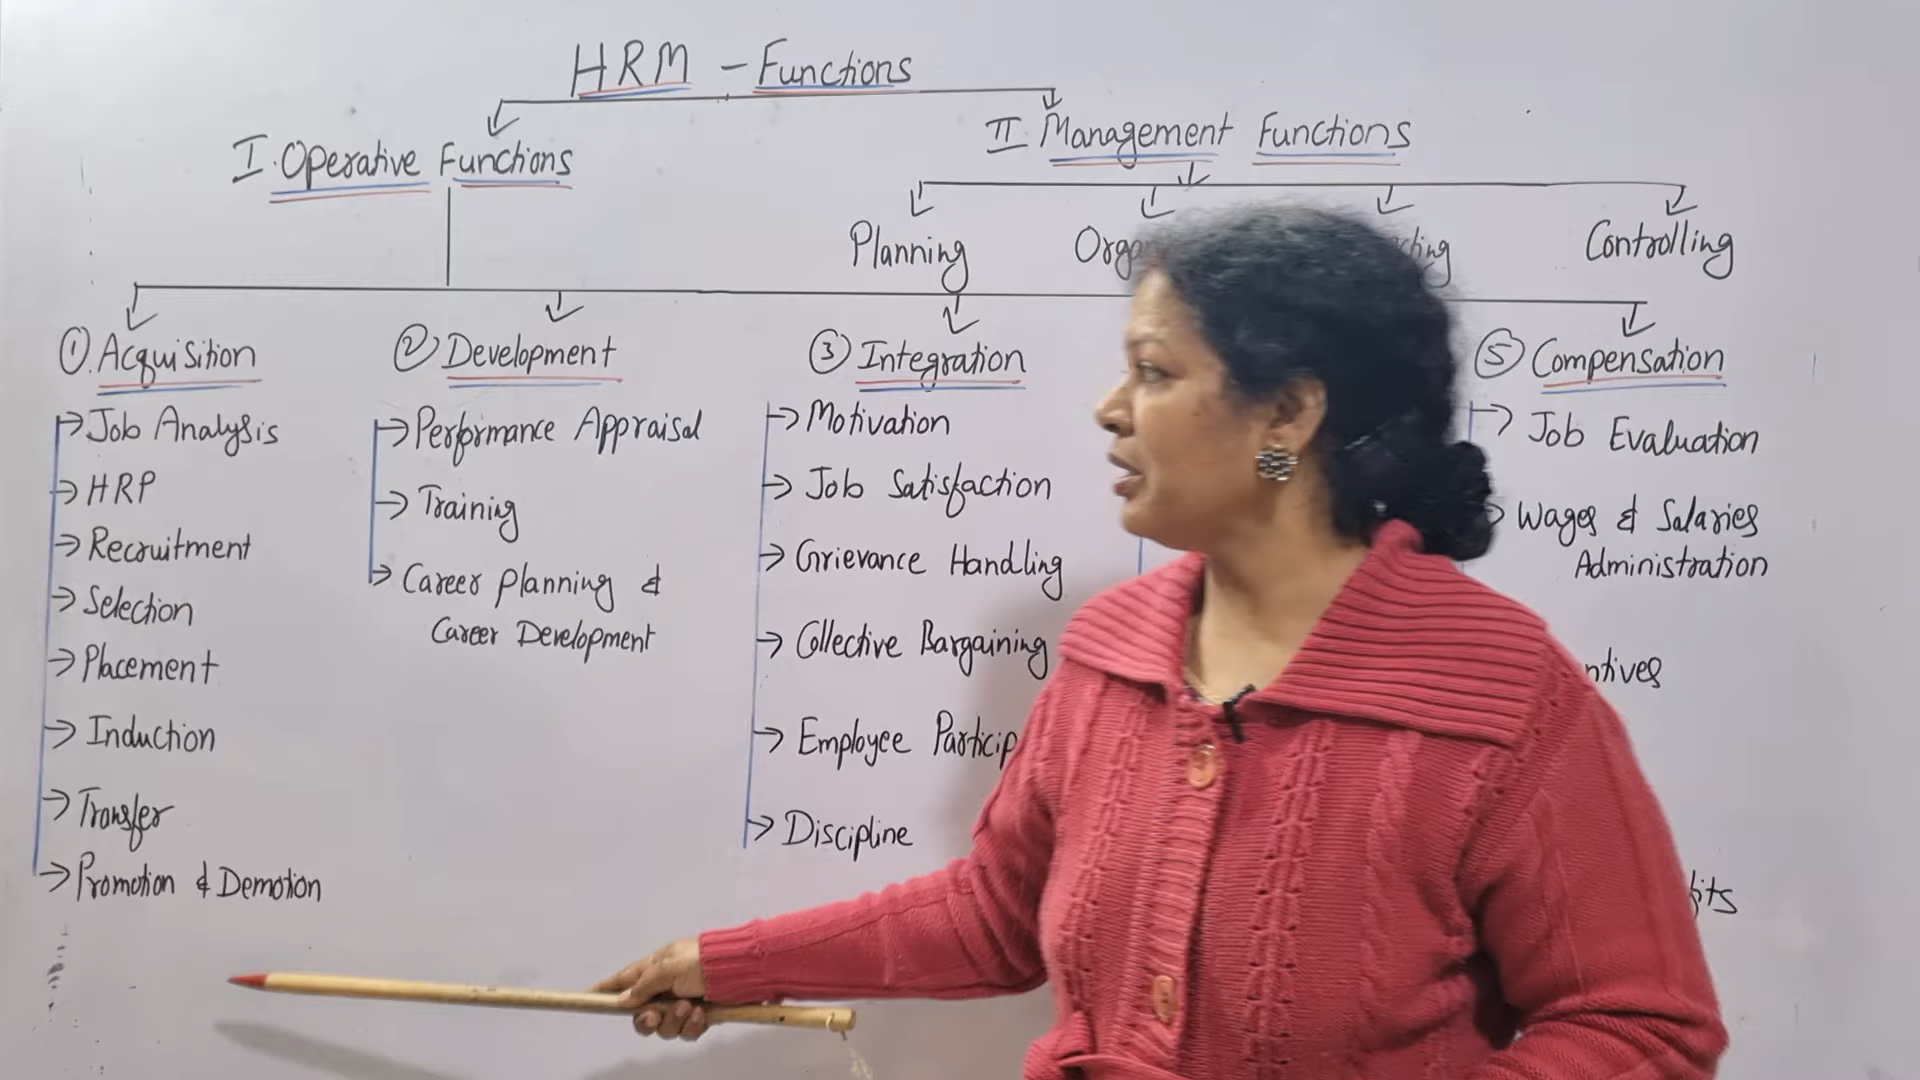 HRM - Functions
I. Operative Functions
II Management Functions
Planning
Controlling
① Acquisition
→ Job Analysis
→ HRP
→ Recruitment
→ Selection
→ Placement
→ Induction
→ Transfer
→ Promotion & Demotion
② Development
→ Performance Appraisal
→ Training
→ Career planning &
Career Development
③ Integration
→ Motivation
→ Job Satisfaction
→ Grievance Handling
→ Collective Bargaining
→ Employee
→ Discipline
⑤ Compensation
→ Job Evaluation
→ Wages & Salaries
Administration